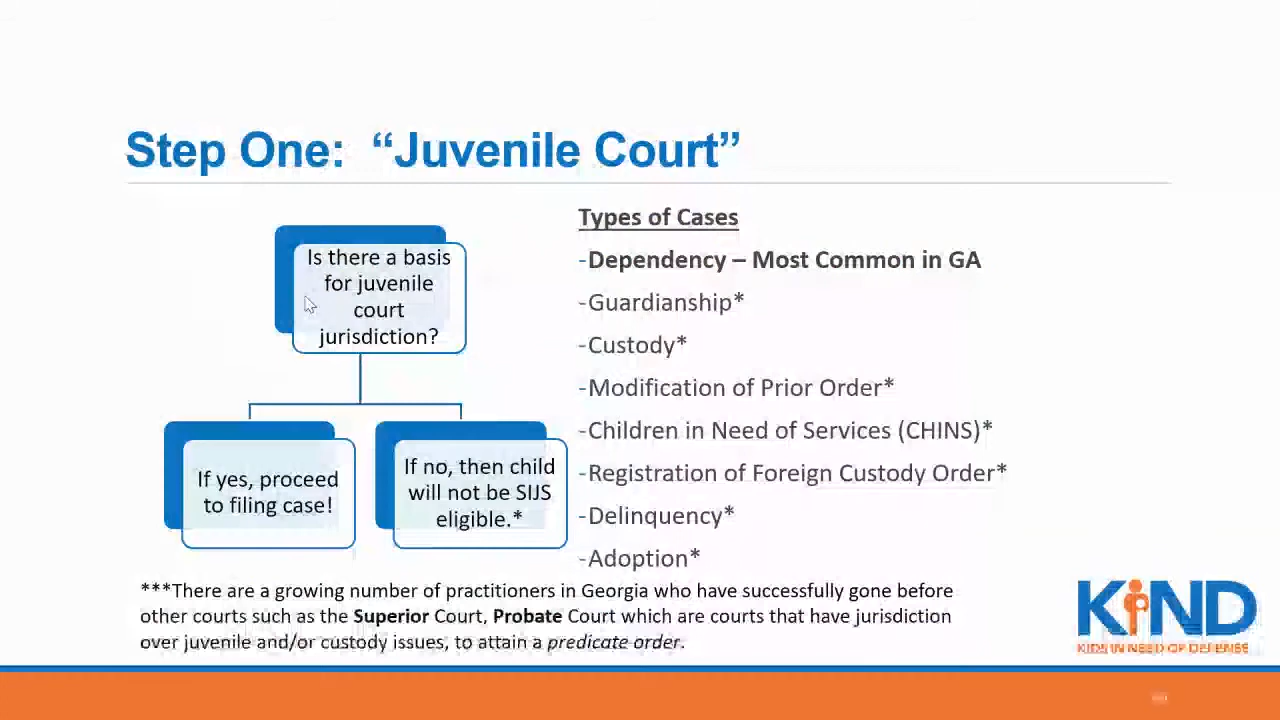 Step One: “Juvenile Court”
Is there a basis
for juvenile
court
jurisdiction?
If yes, proceed
to filing case!
If no, then child
will not be SIJS
eligible.*
Types of Cases
-Dependency – Most Common in GA
-Guardianship*
-Custody*
-Modification of Prior Order*
-Children in Need of Services (CHINS)*
-Registration of Foreign Custody Order*
-Delinquency*
-Adoption*
***There are a growing number of practitioners in Georgia who have successfully gone before
other courts such as the Superior Court, Probate Court which are courts that have jurisdiction
over juvenile and/or custody issues, to attain a predicate order.
KIND
KIDS IN NEED OF DEFENSE